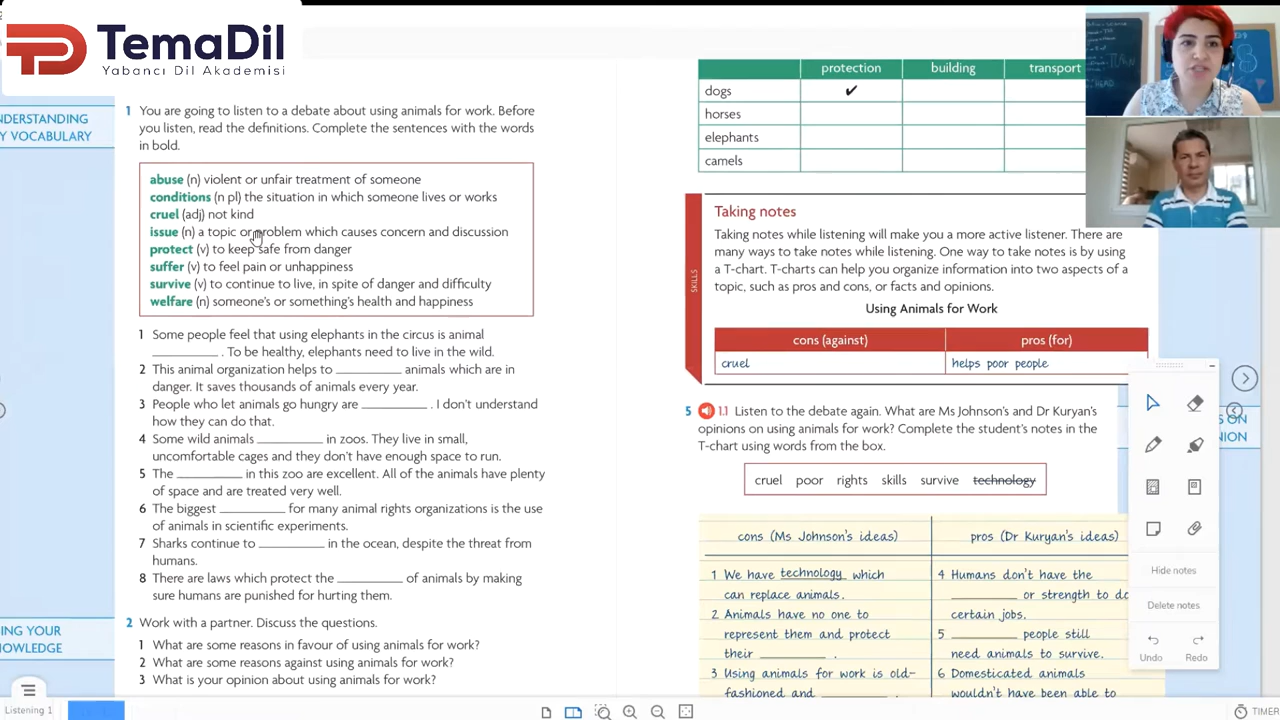 TemaDil
Yabancı Dil Akademisi
NDERSTANDING
Y VOCABULARY
1 You are going to listen to a debate about using animals for work. Before
you listen, read the definitions. Complete the sentences with the words
in bold.
abuse (n) violent or unfair treatment of someone
conditions (n pl) the situation in which someone lives or works
cruel (adj) not kind
issue (n) a topic or problem which causes concern and discussion
protect (v) to keep safe from danger
suffer (v) to feel pain or unhappiness
survive (v) to continue to live, in spite of danger and difficulty
welfare (n) someone's or something's health and happiness
1 Some people feel that using elephants in the circus is animal
__________ . To be healthy, elephants need to live in the wild.
2 This animal organization helps to __________ animals which are in
danger. It saves thousands of animals every year.
3 People who let animals go hungry are __________ . I don't understand
how they can do that.
4 Some wild animals __________ in zoos. They live in small,
uncomfortable cages and they don't have enough space to run.
5 The __________ in this zoo are excellent. All of the animals have plenty
of space and are treated very well.
6 The biggest __________ for many animal rights organizations is the use
of animals in scientific experiments.
7 Sharks continue to __________ in the ocean, despite the threat from
humans.
8 There are laws which protect the __________ of animals by making
sure humans are punished for hurting them.
ING YOUR
NOWLEDGE
2 Work with a partner. Discuss the questions.
1 What are some reasons in favour of using animals for work?
2 What are some reasons against using animals for work?
3 What is your opinion about using animals for work?
protection building transport
dogs ✔
horses
elephants
camels
SKILLS
Taking notes
Taking notes while listening will make you a more active listener. There are
many ways to take notes while listening. One way to take notes is by using
a T-chart. T-charts can help you organize information into two aspects of a
topic, such as pros and cons, or facts and opinions.
Using Animals for Work
cons (against) pros (for)
cruel helps poor people
5 1.1 Listen to the debate again. What are Ms Johnson's and Dr Kuryan's
opinions on using animals for work? Complete the student's notes in the
T-chart using words from the box.
cruel poor rights skills survive technology
cons (Ms Johnson's ideas) pros (Dr Kuryan's ideas)
1 We have technology which
can replace animals.
2 Animals have no one to
represent them and protect
their __________ .
3 Using animals for work is old-
fashioned and __________
4 Humans don't have the
__________ or strength to do
certain jobs.
5 __________ people still
need animals to survive.
6 Domesticated animals
wouldn't have been able to
S ON
NION
Hide notes
Delete notes
Undo Redo
Listening 1
TIMER